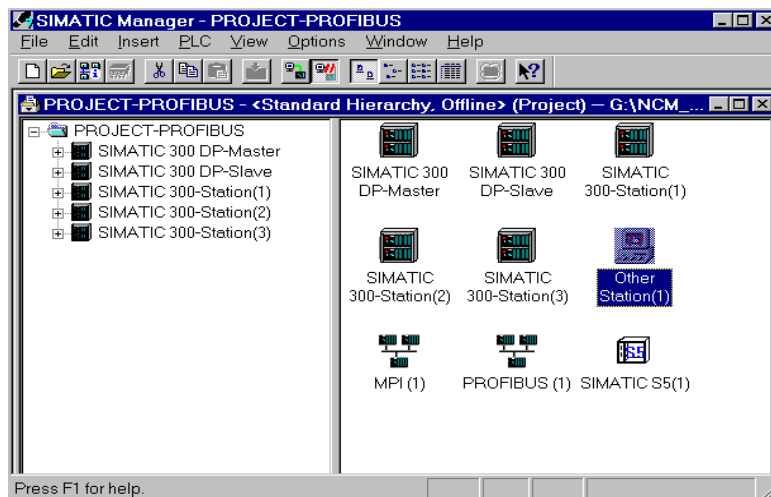 SIMATIC Manager - PROJECT-PROFIBUS
File Edit Insert PLC View Options Window Help
PROJECT-PROFIBUS - <Standard Hierarchy, Offline> (Project) — G:\NCM_...
PROJECT-PROFIBUS
SIMATIC 300 DP-Master
SIMATIC 300 DP-Slave
SIMATIC 300-Station(1)
SIMATIC 300-Station(2)
SIMATIC 300-Station(3)
SIMATIC 300 SIMATIC 300 SIMATIC
DP-Master DP-Slave 300-Station(1)
SIMATIC SIMATIC Other
300-Station(2) 300-Station(3) Station(1)
S5
MPI (1) PROFIBUS (1) SIMATIC S5(1)
Press F1 for help.